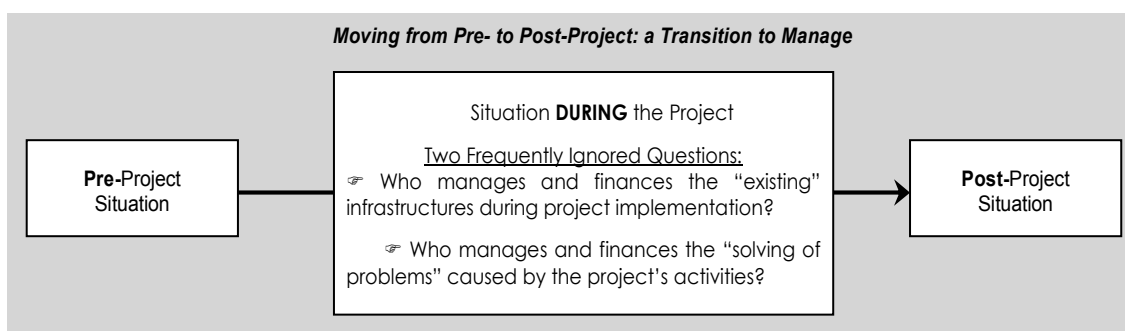 Moving from Pre- to Post-Project: a Transition to Manage
Pre-Project
Situation
Situation DURING the Project
Two Frequently Ignored Questions:
☞ Who manages and finances the “existing”
infrastructures during project implementation?
☞ Who manages and finances the “solving of
problems” caused by the project’s activities?
Post-Project
Situation